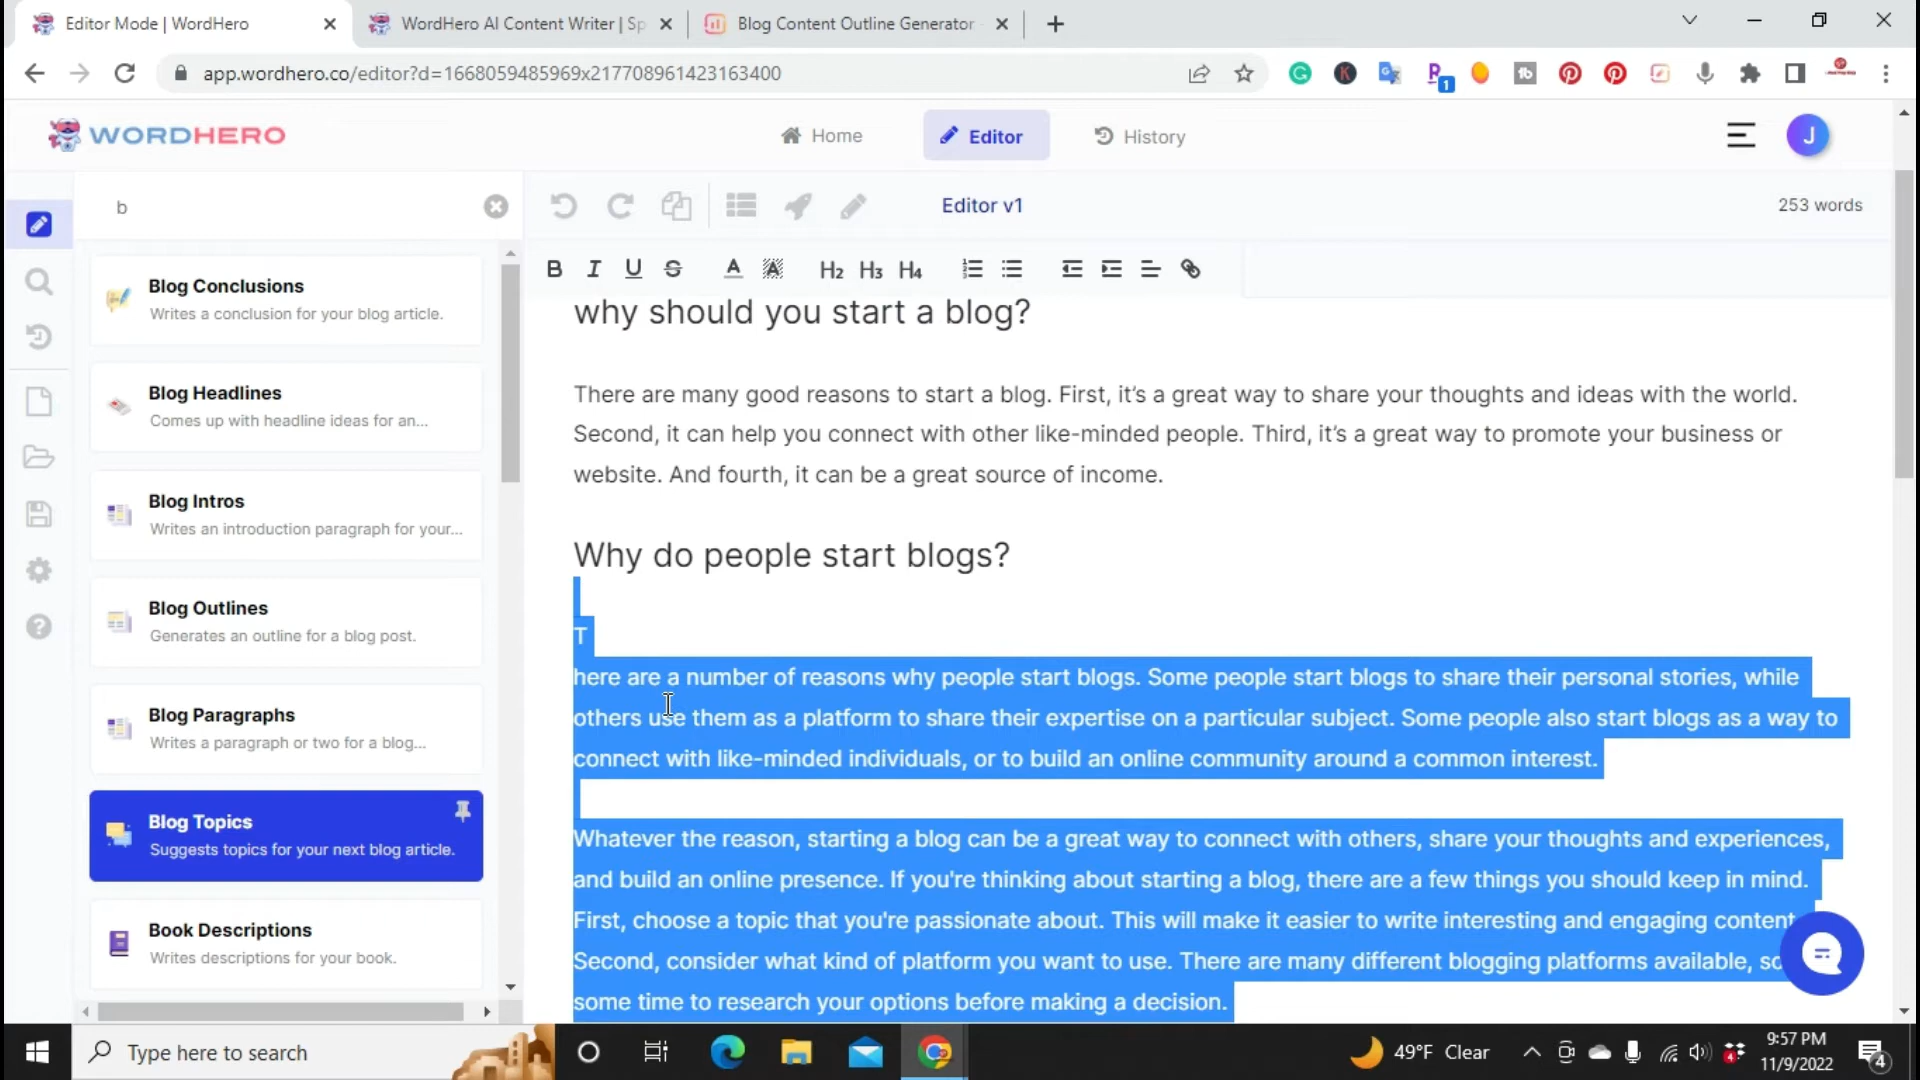 Editor Mode | WordHero
WordHero AI Content Writer | Sp
Blog Content Outline Generator
app.wordhero.co/editor?d=1668059485969x217708961423163400
1
WORDHERO
Home
Editor
History
J
b
Editor v1
253 words
B I U S A A H2 H3 H4
Blog Conclusions
Writes a conclusion for your blog article.
Blog Headlines
Comes up with headline ideas for an...
Blog Intros
Writes an introduction paragraph for your...
Blog Outlines
Generates an outline for a blog post.
Blog Paragraphs
Writes a paragraph or two for a blog...
Blog Topics
Suggests topics for your next blog article.
Book Descriptions
Writes descriptions for your book.
why should you start a blog?
There are many good reasons to start a blog. First, it's a great way to share your thoughts and ideas with the world.
Second, it can help you connect with other like-minded people. Third, it's a great way to promote your business or
website. And fourth, it can be a great source of income.
Why do people start blogs?
T
here are a number of reasons why people start blogs. Some people start blogs to share their personal stories, while
others use them as a platform to share their expertise on a particular subject. Some people also start blogs as a way to
connect with like-minded individuals, or to build an online community around a common interest.
Whatever the reason, starting a blog can be a great way to connect with others, share your thoughts and experiences,
and build an online presence. If you're thinking about starting a blog, there are a few things you should keep in mind.
First, choose a topic that you're passionate about. This will make it easier to write interesting and engaging content
Second, consider what kind of platform you want to use. There are many different blogging platforms available, so
some time to research your options before making a decision.
Type here to search
49°F Clear
9:57 PM
11/9/2022
4